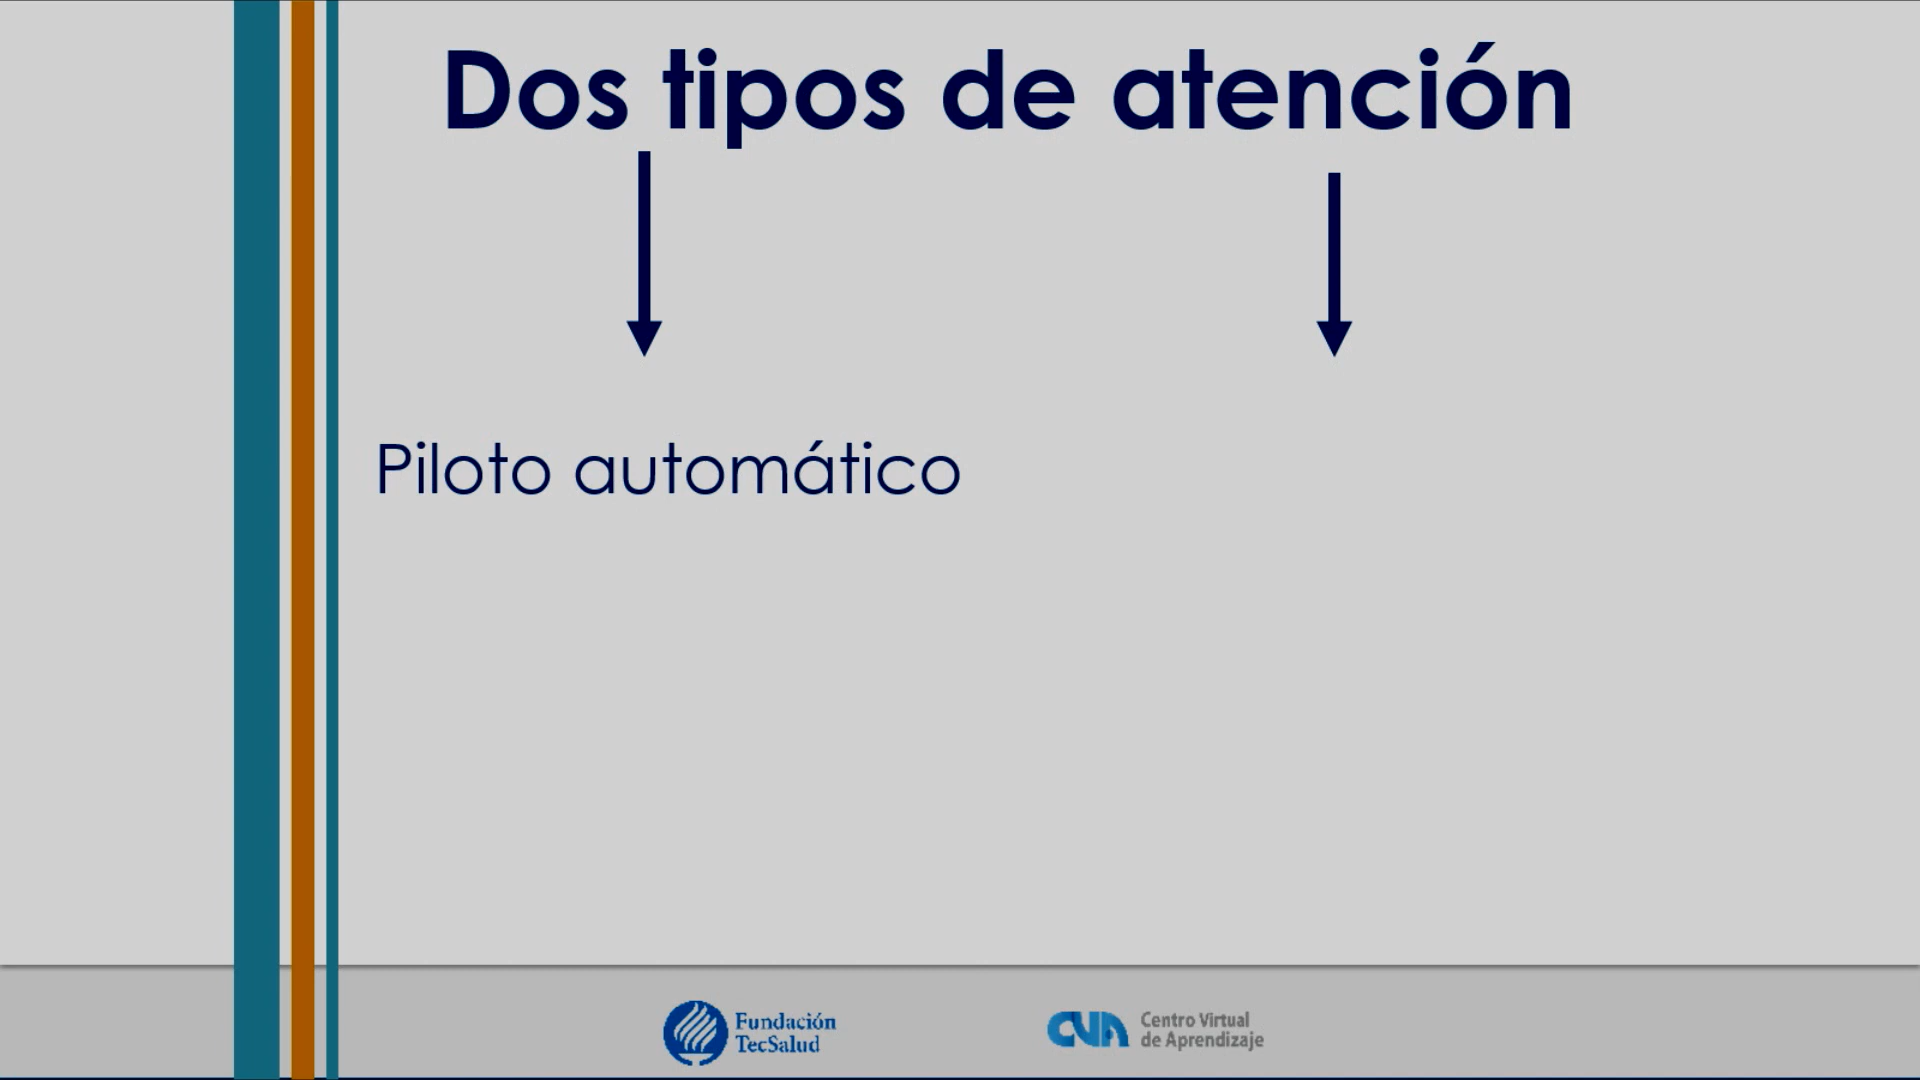 Dos tipos de atención
Piloto automático
Fundación
TecSalud
CVA
Centro Virtual
de Aprendizaje